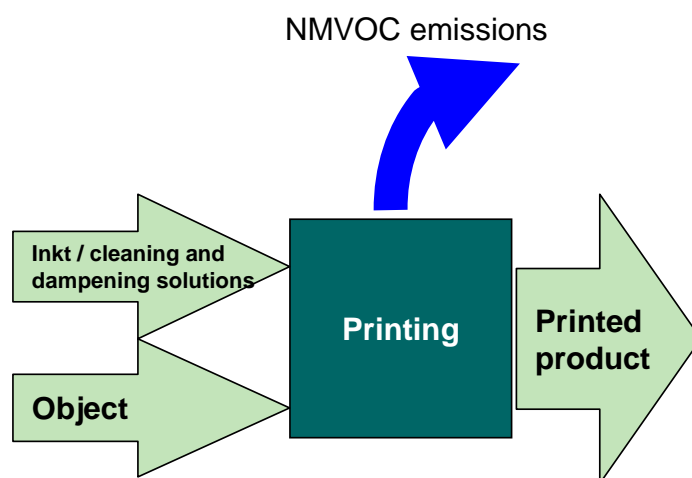 NMVOC emissions
Inkt / cleaning and
dampening solutions
Printing
Printed
product
Object